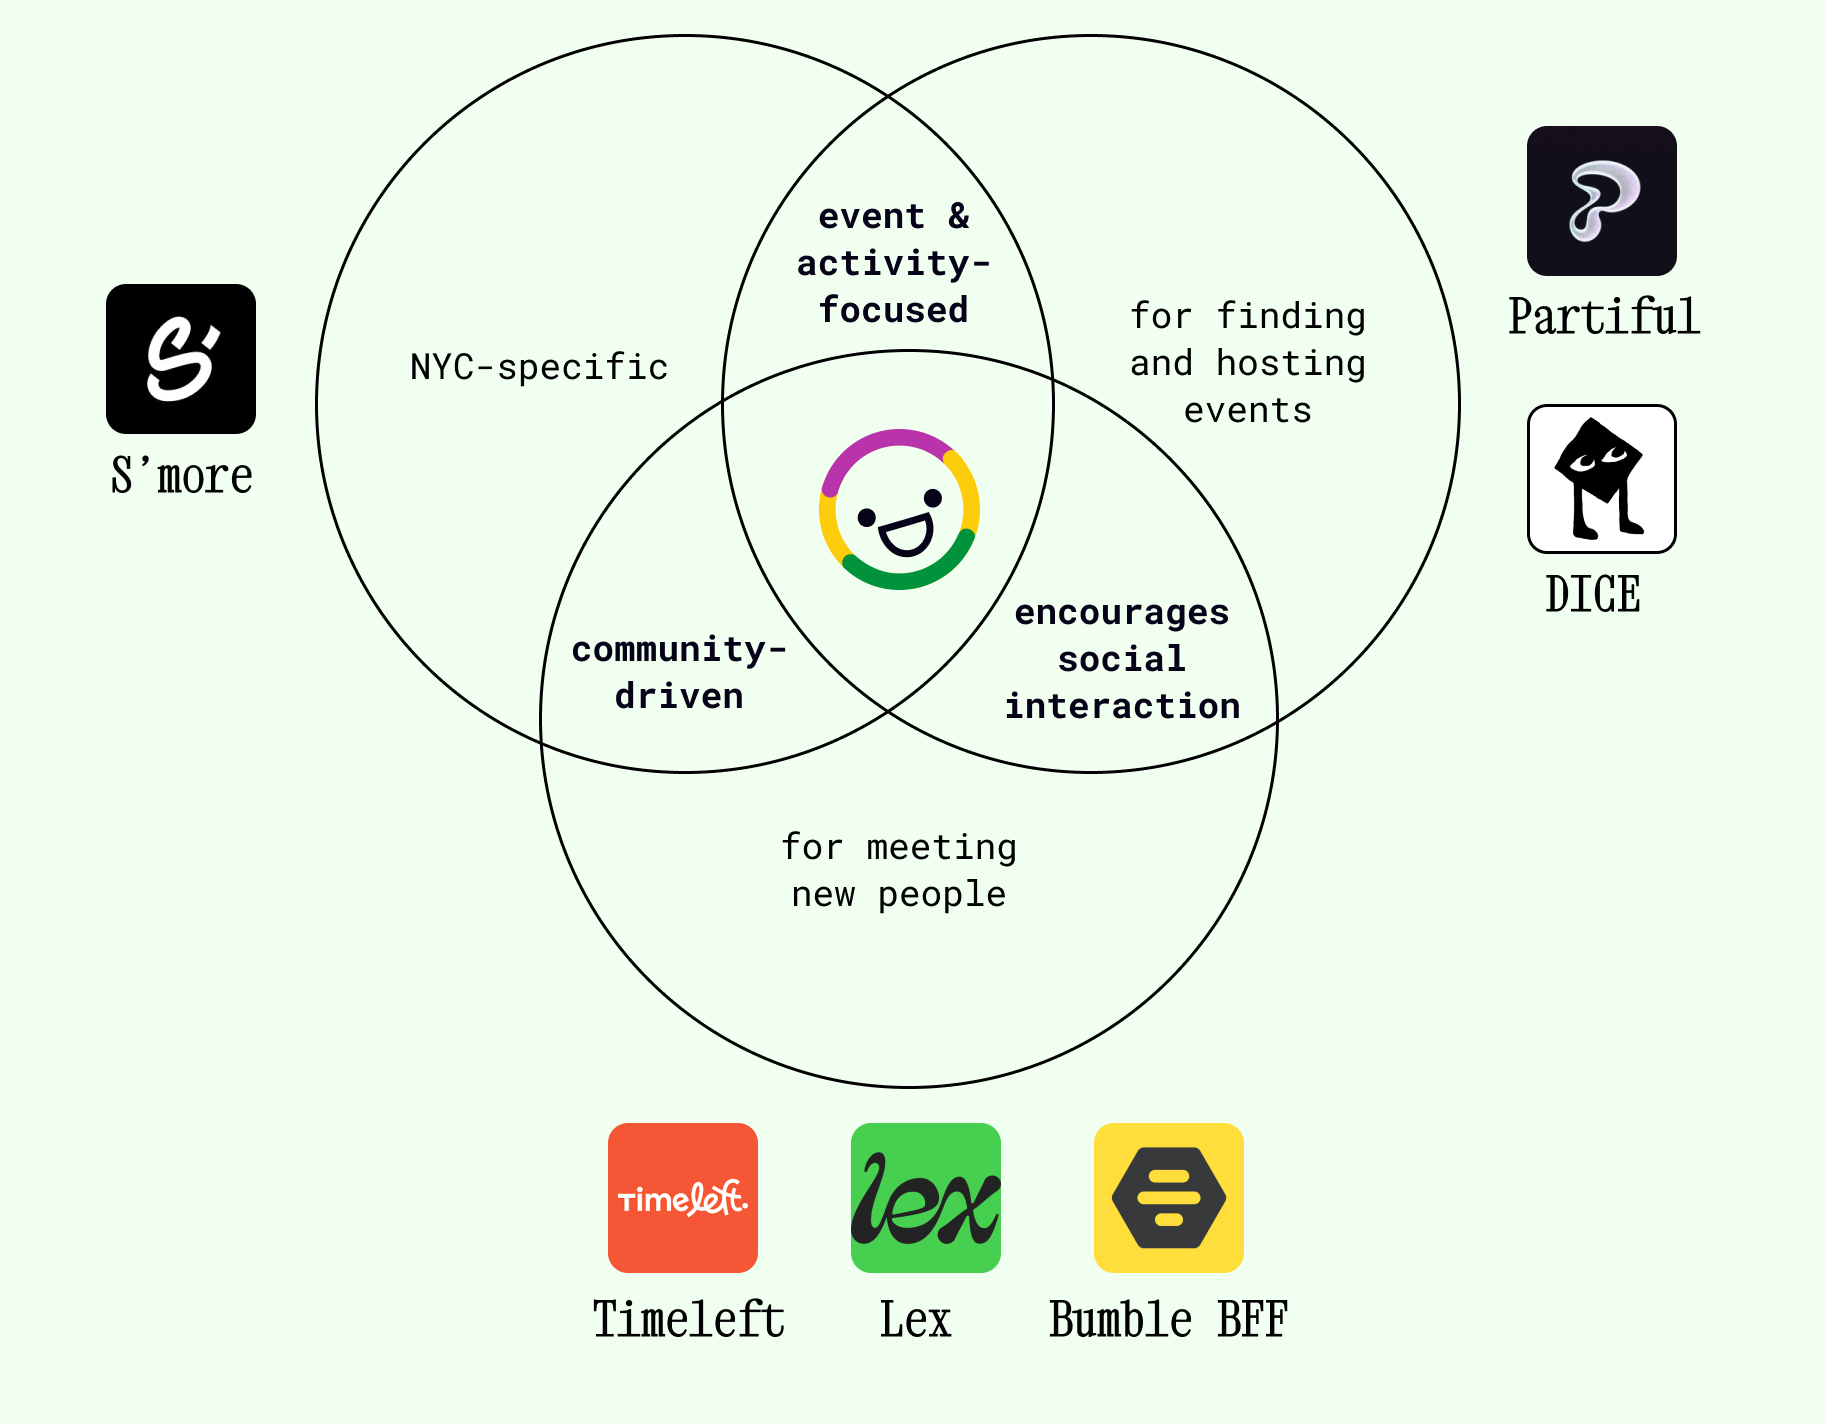 event &
activity-
focused
NYC-specific
for finding
and hosting
events
Partiful
S'
S’more
DICE
community-
driven
encourages
social
interaction
for meeting
new people
Timeleft.
lex
Timeleft
Lex
Bumble BFF